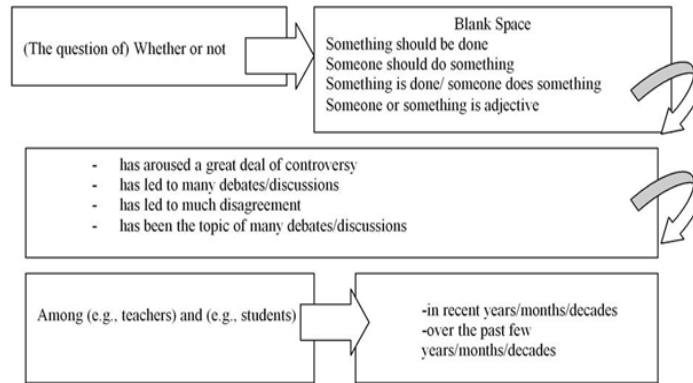 (The question of) Whether or not
Blank Space
Something should be done
Someone should do something
Something is done/ someone does something
Someone or something is adjective
- has aroused a great deal of controversy
- has led to many debates/discussions
- has led to much disagreement
- has been the topic of many debates/discussions
Among (e.g., teachers) and (e.g., students)
-in recent years/months/decades
-over the past few
years/months/decades